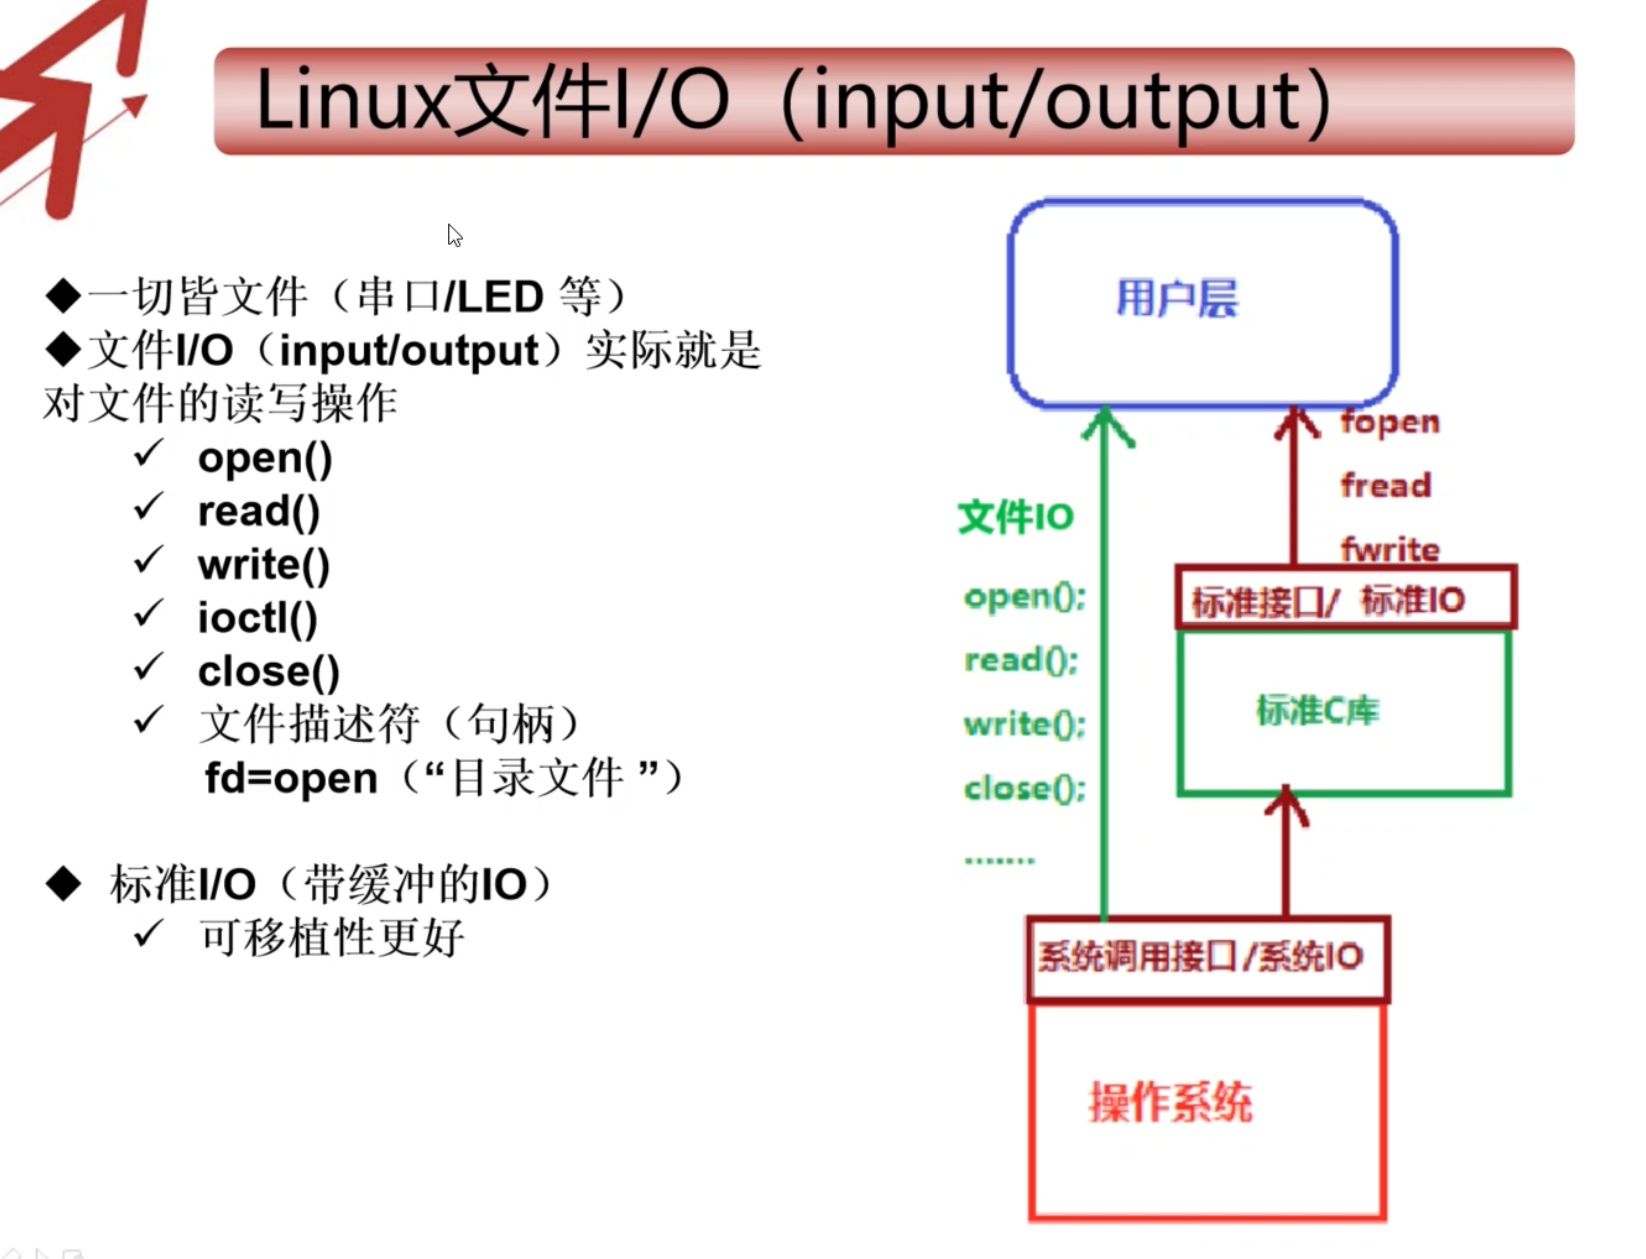 Linux文件I/O（input/output）
◆一切皆文件（串口/LED 等）
◆文件I/O（input/output）实际就是
对文件的读写操作
✓ open()
✓ read()
✓ write()
✓ ioctl()
✓ close()
✓ 文件描述符（句柄）
fd=open（“目录文件 ”）
◆ 标准I/O（带缓冲的IO）
✓ 可移植性更好
用户层
文件IO
open();
read();
write();
close();
.......
fopen
fread
fwrite
标准接口/ 标准IO
标准C库
系统调用接口/系统IO
操作系统